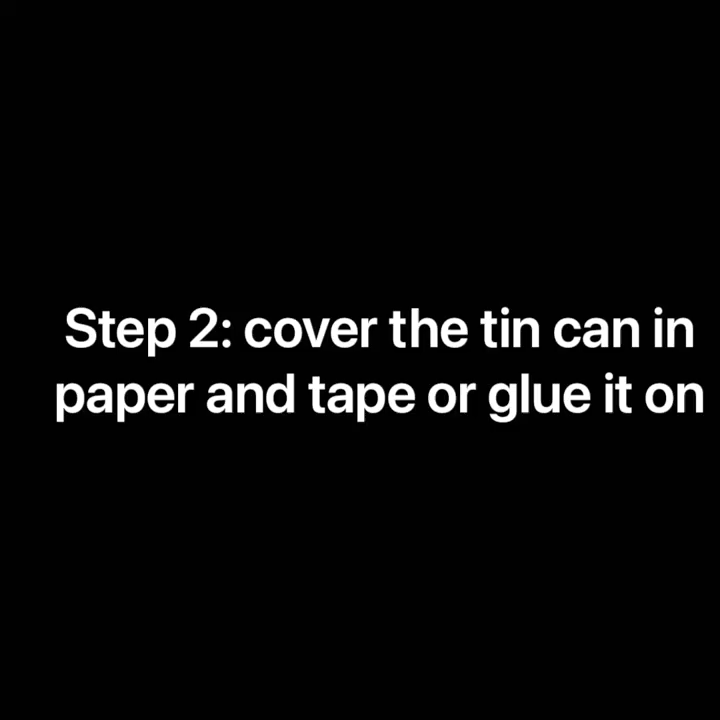 Step 2: cover the tin can in
paper and tape or glue it on